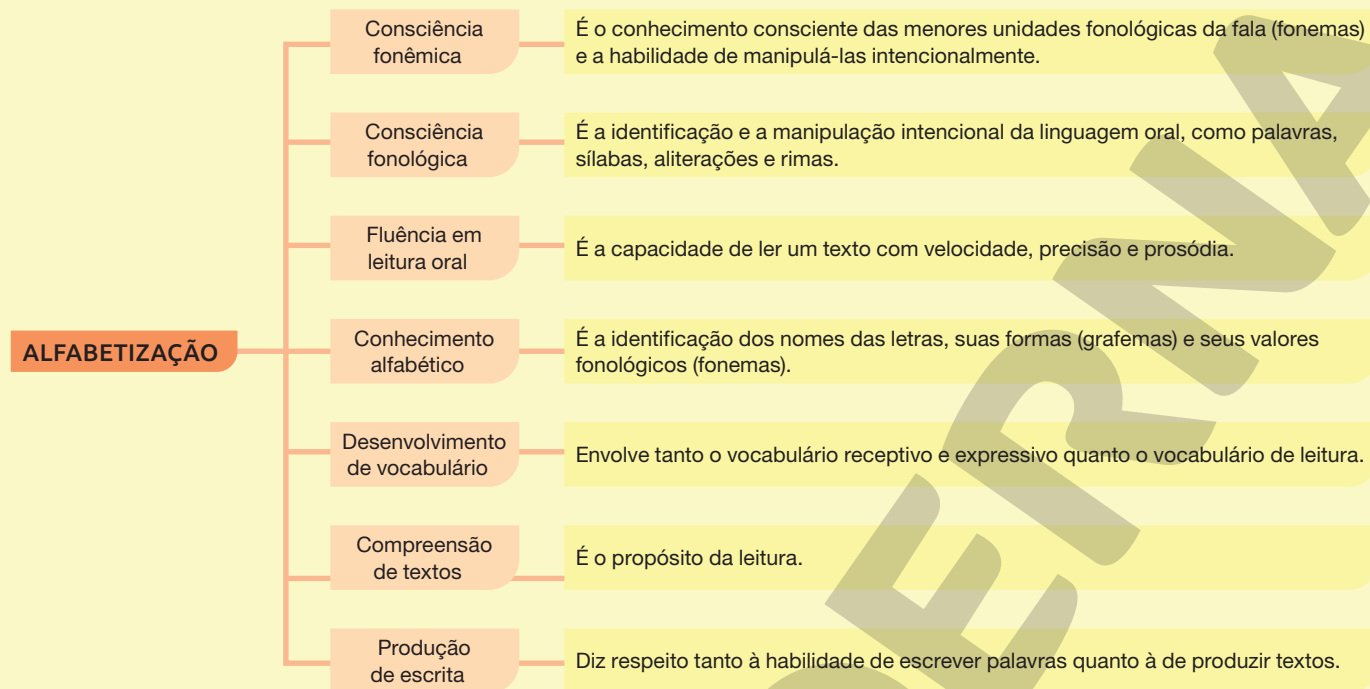 Consciência
fonêmica
É o conhecimento consciente das menores unidades fonológicas da fala (fonemas)
e a habilidade de manipulá-las intencionalmente.
Consciência
fonológica
É a identificação e a manipulação intencional da linguagem oral, como palavras,
sílabas, aliterações e rimas.
Fluência em
leitura oral
É a capacidade de ler um texto com velocidade, precisão e prosódia.
ALFABETIZAÇÃO
Conhecimento
alfabético
É a identificação dos nomes das letras, suas formas (grafemas) e seus valores
fonológicos (fonemas).
Desenvolvimento
de vocabulário
Envolve tanto o vocabulário receptivo e expressivo quanto o vocabulário de leitura.
Compreensão
de textos
É o propósito da leitura.
Produção
de escrita
Diz respeito tanto à habilidade de escrever palavras quanto à de produzir textos.